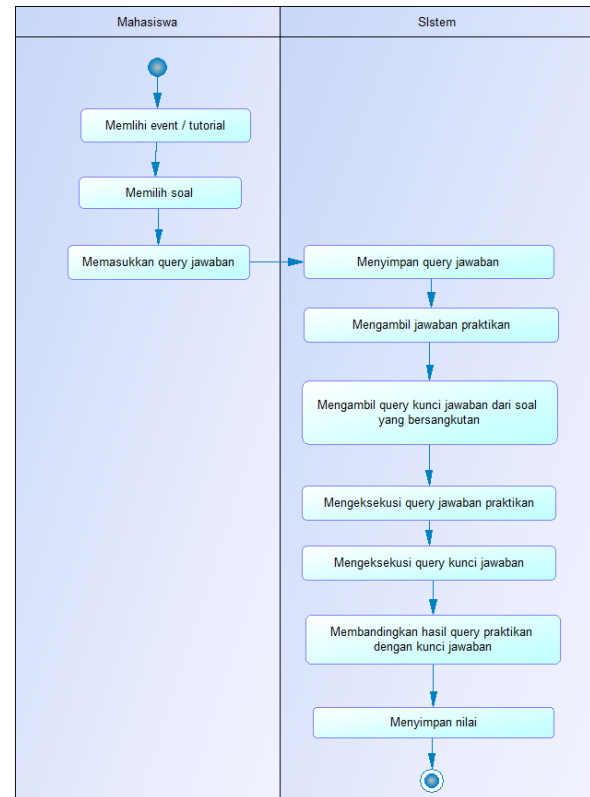 Mahasiswa
SIstem
Memlihi event / tutorial
Memilih soal
Memasukkan query jawaban
Menyimpan query jawaban
Mengambil jawaban praktikan
Mengambil query kunci jawaban dari soal
yang bersangkutan
Mengeksekusi query jawaban praktikan
Mengeksekusi query kunci jawaban
Membandingkan hasil query praktikan
dengan kunci jawaban
Menyimpan nilai